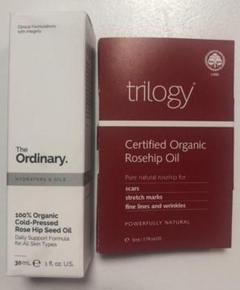 Clinical Formulations
with Integrity.
The
Ordinary.
HYDRATORS & OILS
100% Organic
Cold-Pressed
Rose Hip Seed Oil
Daily Support Formula
for All Skin Types
30 mL ℮ 1 fl. oz. U.S.
trilogy
Certified Organic
Rosehip Oil
Pure natural rosehip for
scars
stretch marks
fine lines and wrinkles
POWERFULLY NATURAL